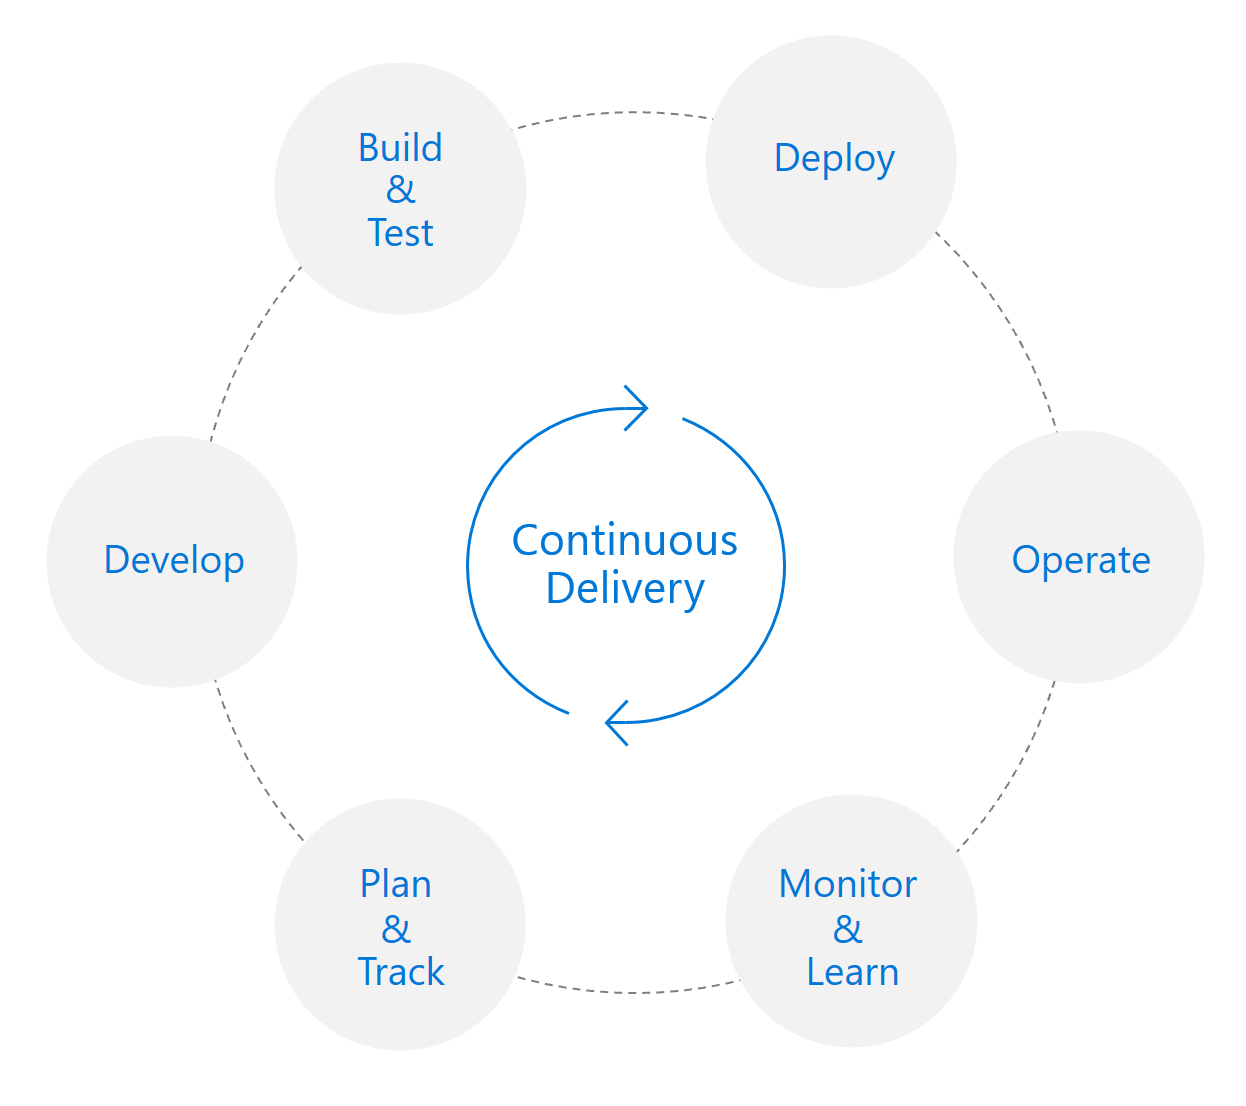 Build
&
Test
Deploy
Develop
Continuous
Delivery
Operate
Plan
&
Track
Monitor
&
Learn